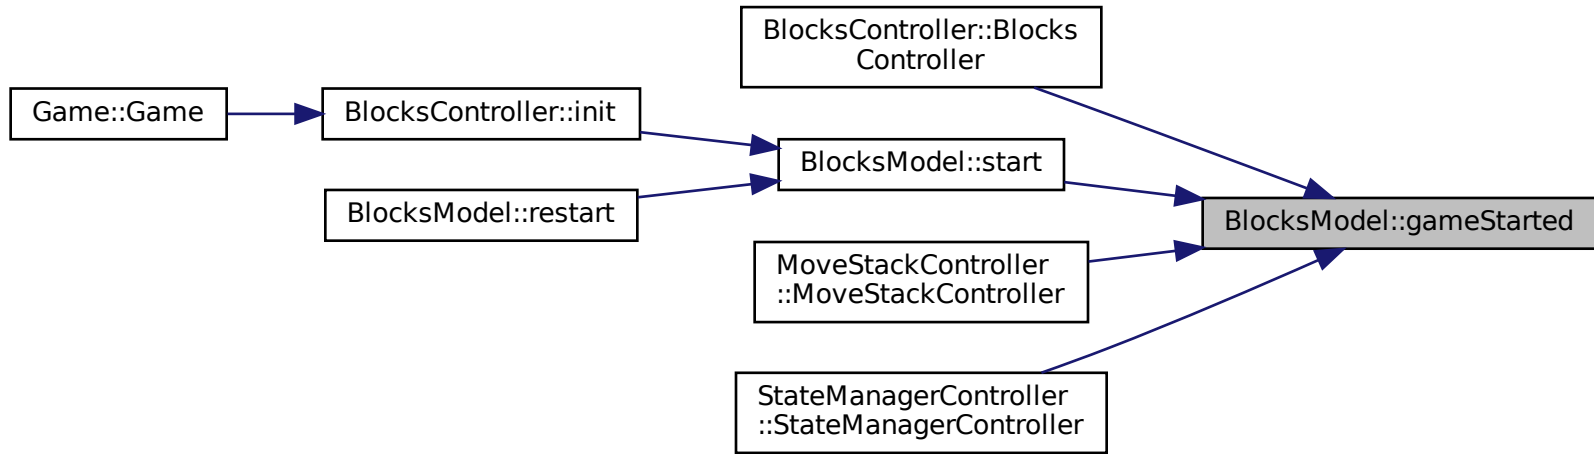 BlocksController::Blocks
Controller
Game::Game
BlocksController::init
BlocksModel::start
BlocksModel::restart
BlocksModel::gameStarted
MoveStackController
::MoveStackController
StateManagerController
::StateManagerController